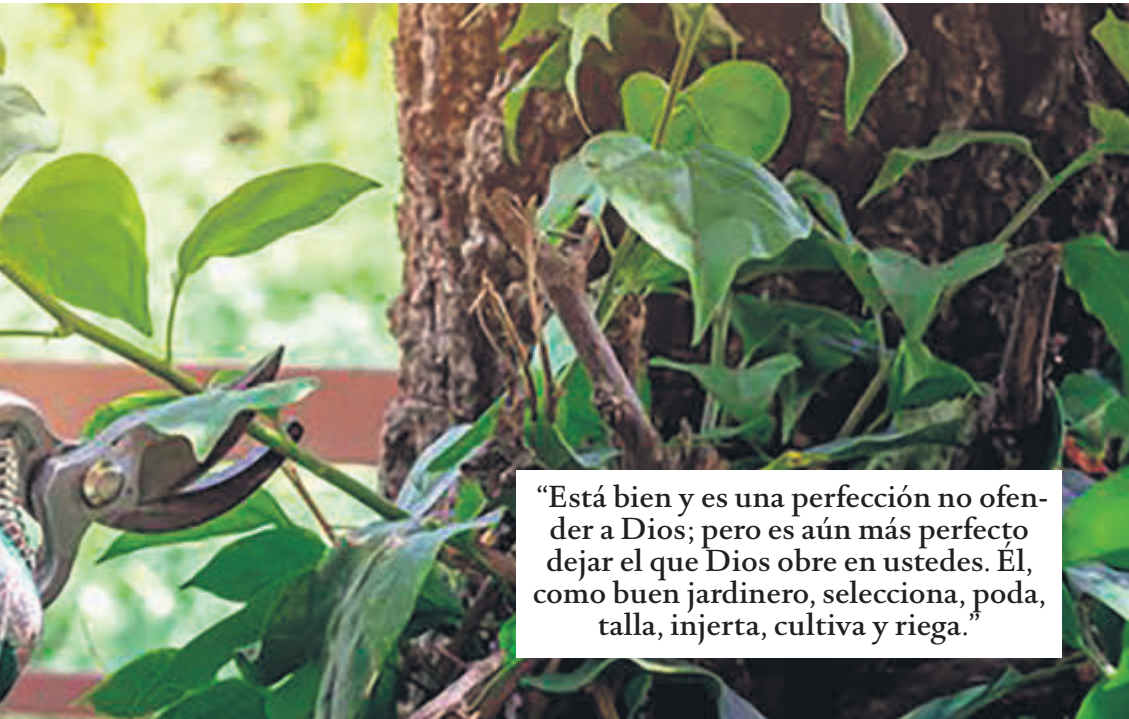 “Está bien y es una perfección no ofen-
der a Dios; pero es aún más perfecto
dejar el que Dios obre en ustedes. Él,
como buen jardinero, selecciona, poda,
talla, injerta, cultiva y riega.”